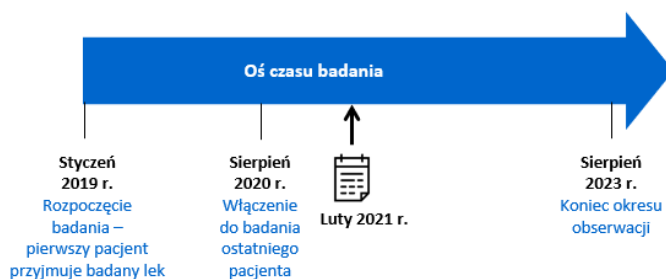 Oś czasu badania
Styczeń
2019 r.
Rozpoczęcie
badania –
pierwszy pacjent
przyjmuje badany lek
Sierpień
2020 r.
Włączenie
do badania
ostatniego
pacjenta
Luty 2021 r.
Sierpień
2023 r.
Koniec okresu
obserwacji